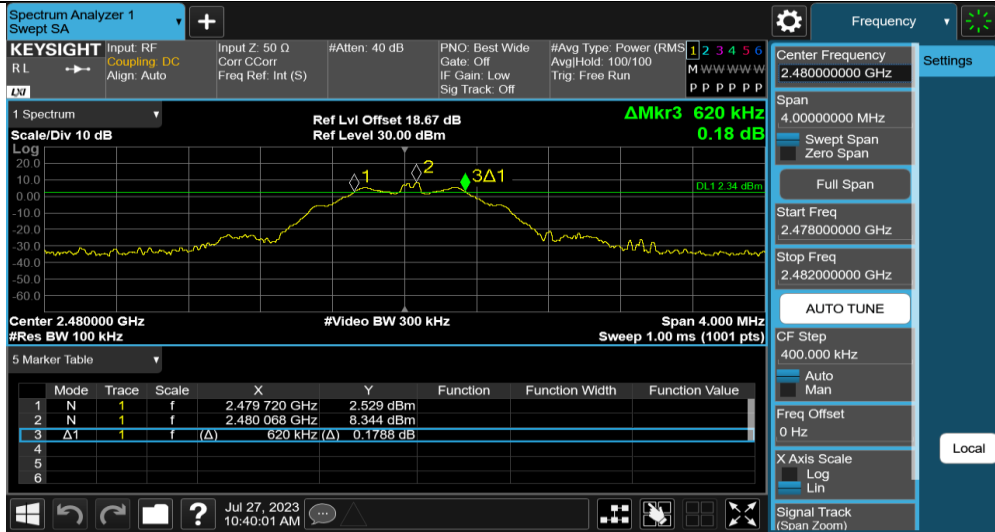 Spectrum Analyzer 1
Swept SA
+
Frequency
KEYSIGHT
RL
LXI
Input: RF
Coupling: DC
Align: Auto
Input Z: 50 Ω
Corr CCorr
Freq Ref: Int (S)
#Atten: 40 dB
PNO: Best Wide
Gate: Off
IF Gain: Low
Sig Track: Off
#Avg Type: Power (RMS
Avg|Hold: 100/100
Trig: Free Run
1 2 3 4 5 6
M W W W W W
P P P P P P
1 Spectrum
Scale/Div 10 dB
Ref Lvl Offset 18.67 dB
Ref Level 30.00 dBm
ΔMkr3 620 kHz
0.18 dB
Log
20.0
10.0
0.00
-10.0
-20.0
-30.0
-40.0
-50.0
-60.0
1
2
3Δ1
DL1 2.34 dBm
Center 2.480000 GHz
#Res BW 100 kHz
#Video BW 300 kHz
Span 4.000 MHz
Sweep 1.00 ms (1001 pts)
5 Marker Table
Mode Trace Scale X Y Function Function Width Function Value
1 N 1 f 2.479 720 GHz 2.529 dBm
2 N 1 f 2.480 068 GHz 8.344 dBm
3 Δ1 1 f (Δ) 620 kHz (Δ) 0.1788 dB
4
5
6
Center Frequency
2.480000000 GHz
Settings
Span
4.00000000 MHz
Swept Span
Zero Span
Full Span
Start Freq
2.478000000 GHz
Stop Freq
2.482000000 GHz
AUTO TUNE
CF Step
400.000 kHz
Auto
Man
Freq Offset
0 Hz
X Axis Scale
Log
Lin
Local
Signal Track
(Span Zoom)
?
Jul 27, 2023
10:40:01 AM